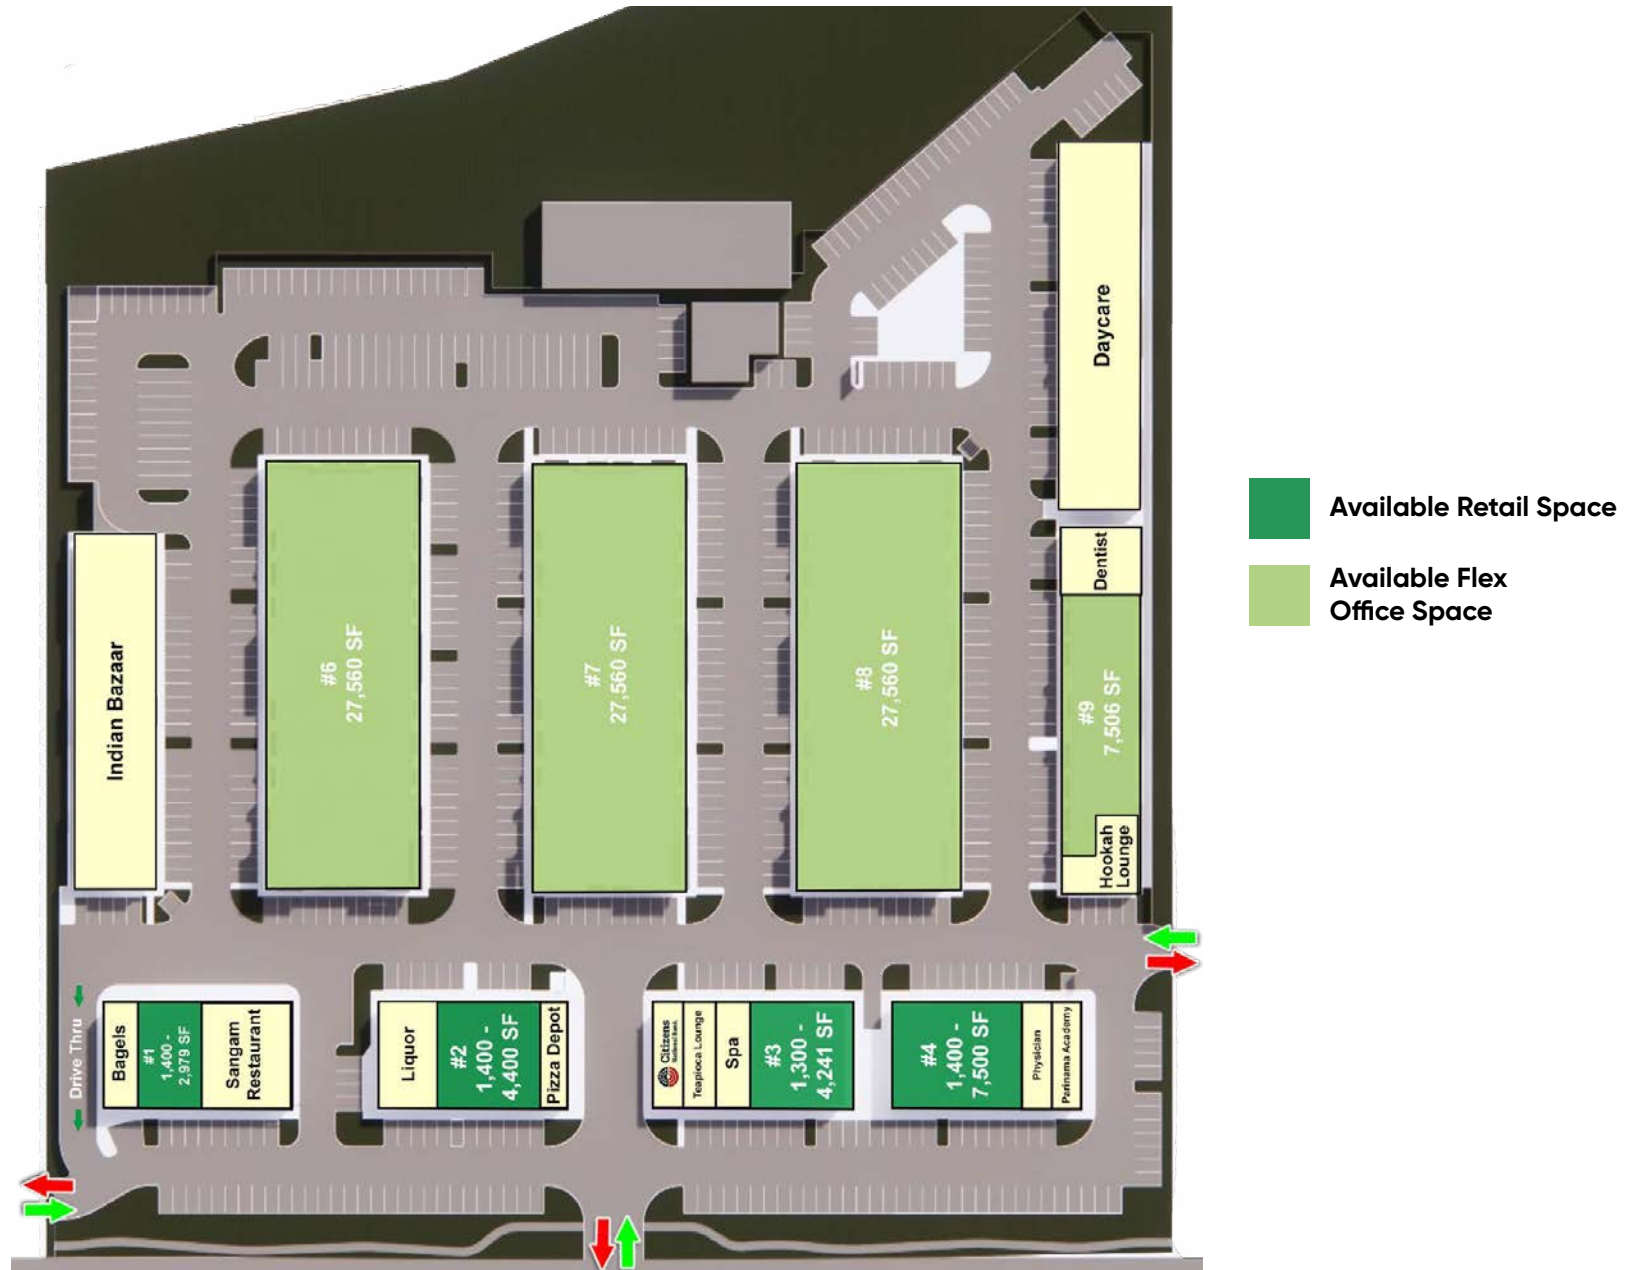 Daycare
Dentist
Available Retail Space
Available Flex
Office Space
Indian Bazaar
#6
27,560 SF
#7
27,560 SF
#8
27,560 SF
#9
7,506 SF
Hookah
Lounge
Drive Thru
Bagels
#1
1,400 -
2,979 SF
Sangam
Restaurant
Liquor
#2
1,400 -
4,400 SF
Pizza Depot
Citizens
National Bank
Teapioca Lounge
Spa
#3
1,300 -
4,241 SF
#4
1,400 -
7,500 SF
Physician
Parinama Academy